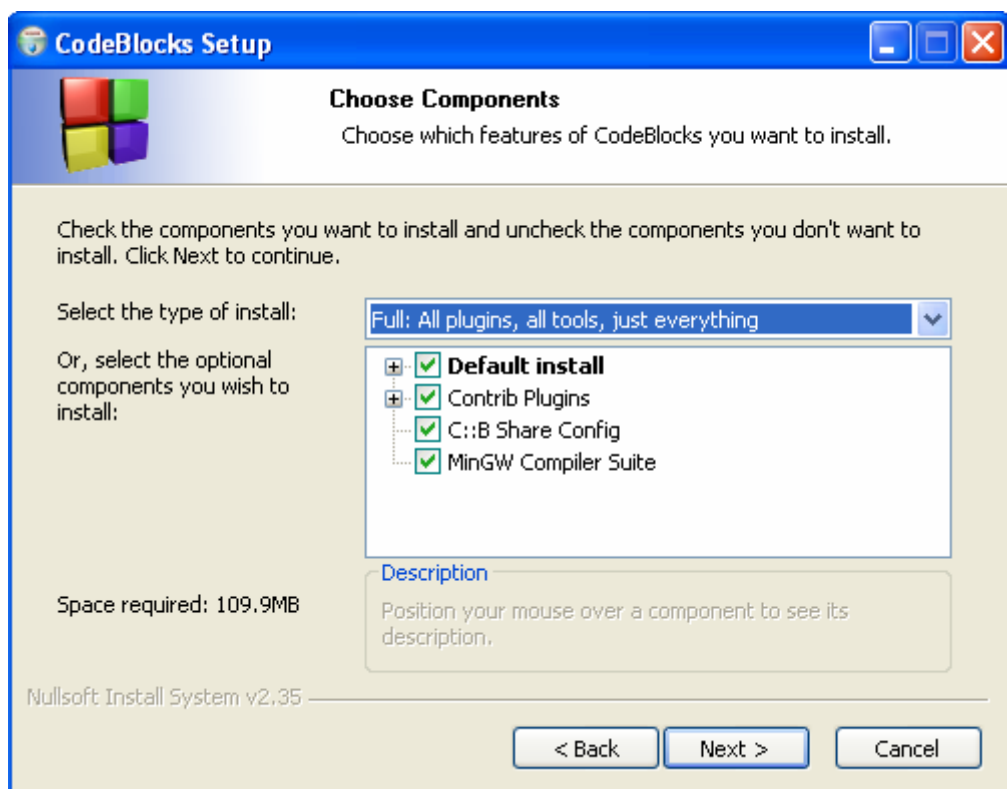 CodeBlocks Setup
Choose Components
Choose which features of CodeBlocks you want to install.
Check the components you want to install and uncheck the components you don't want to
install. Click Next to continue.
Select the type of install:
Full: All plugins, all tools, just everything
Or, select the optional
components you wish to
install:
Default install
Contrib Plugins
C::B Share Config
MinGW Compiler Suite
Space required: 109.9MB
Description
Position your mouse over a component to see its
description.
Nullsoft Install System v2.35
< Back
Next >
Cancel